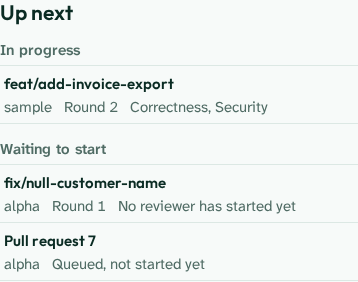 Up next
In progress
feat/add-invoice-export
sample Round 2 Correctness, Security
Waiting to start
fix/null-customer-name
alpha Round 1 No reviewer has started yet
Pull request 7
alpha Queued, not started yet